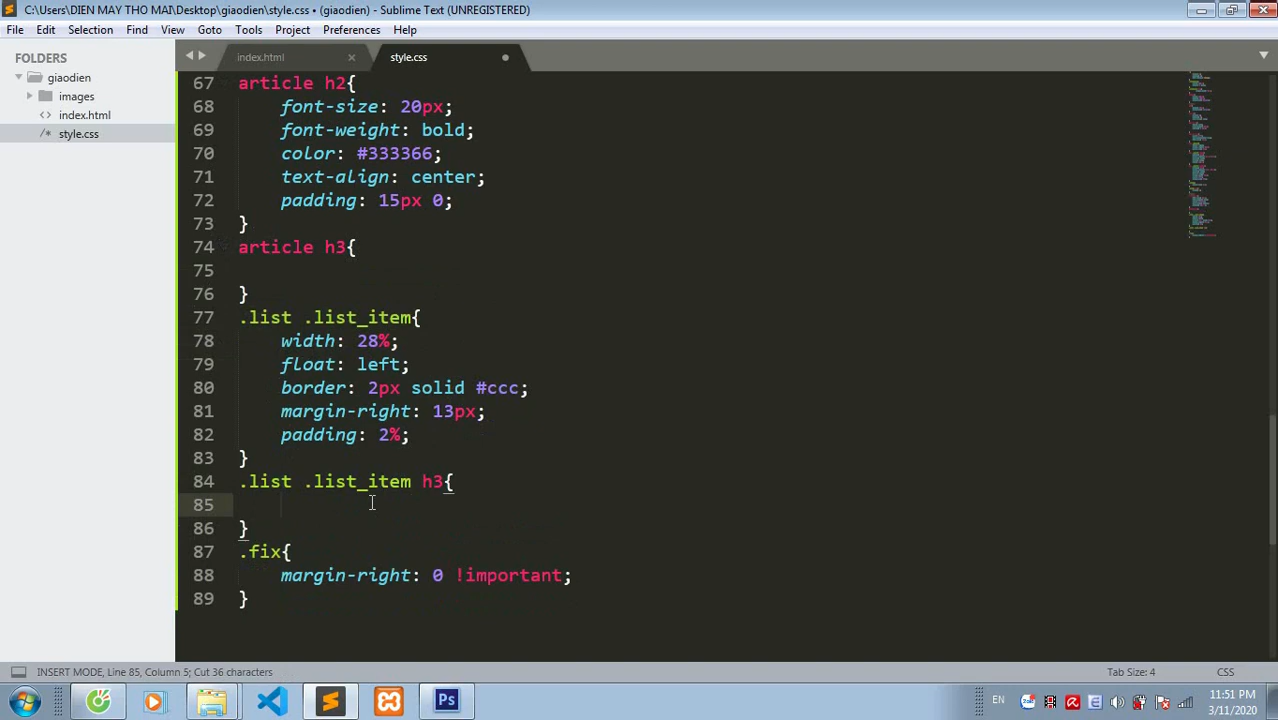 C:\Users\DIEN MAY THO MAI\Desktop\giaodien\style.css • (giaodien) - Sublime Text (UNREGISTERED)
File Edit Selection Find View Goto Tools Project Preferences Help
FOLDERS
giaodien
images
index.html
style.css
index.html
style.css
67 article h2{
68 font-size: 20px;
69 font-weight: bold;
70 color: #333366;
71 text-align: center;
72 padding: 15px 0;
73 }
74 article h3{
75
76 }
77 .list .list_item{
78 width: 28%;
79 float: left;
80 border: 2px solid #ccc;
81 margin-right: 13px;
82 padding: 2%;
83 }
84 .list .list_item h3{
85
86 }
87 .fix{
88 margin-right: 0 !important;
89 }
INSERT MODE, Line 85, Column 5; Cut 36 characters
Tab Size: 4
CSS
Ps
EN
11:51 PM
3/11/2020